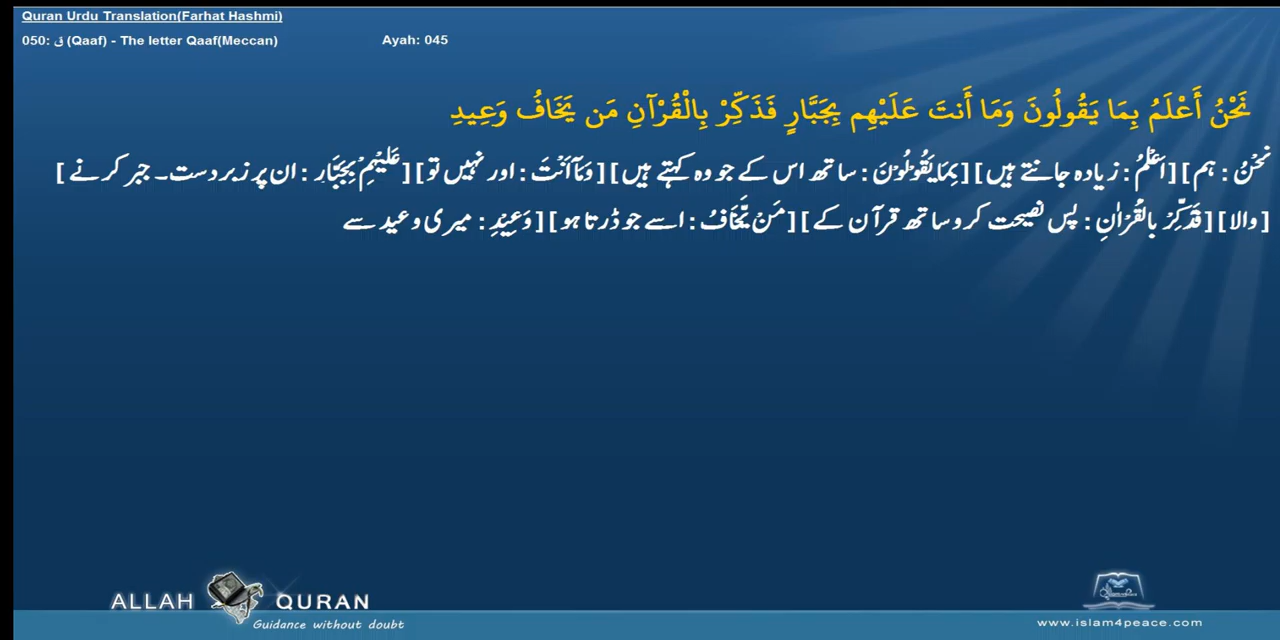 Quran Urdu Translation(Farhat Hashmi)
050: ق (Qaaf) - The letter Qaaf(Meccan)
Ayah: 045
نَحْنُ أَعْلَمُ بِمَا يَقُولُونَ وَمَا أَنتَ عَلَيْهِم بِجَبَّارٍ فَذَكِّرْ بِالْقُرْآنِ مَن يَخَافُ وَعِيدِ
نَحْنُ : ہم] [اَعْلَمُ : زیادہ جانتے ہیں] [بِمَا یَقُوْلُوْنَ : ساتھ اس کے جو وہ کہتے ہیں] [وَمَآ اَنْتَ : اور نہیں تو] [عَلَیْہِمْ بِجَبَّارٍ : ان پر زبردست۔ جبر کرنے]
[والا] [فَذَکِّرْ بِالْقُرْاٰنِ : پس نصیحت کرو ساتھ قرآن کے] [مَنْ یَّخَافُ : اسے جو ڈرتا ہو] [وَعِیْدِ : میری وعید سے
ALLAH QURAN
Guidance without doubt
www.islam4peace.com